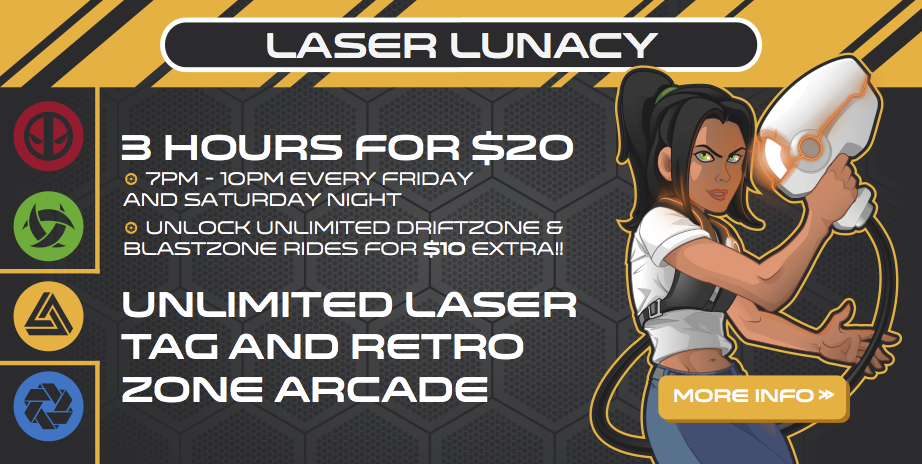 LASER LUNACY
3 HOURS FOR $20
7PM - 10PM EVERY FRIDAY
AND SATURDAY NIGHT
UNLOCK UNLIMITED DRIFTZONE &
BLASTZONE RIDES FOR $10 EXTRA!!
UNLIMITED LASER
TAG AND RETRO
ZONE ARCADE
MORE INFO »